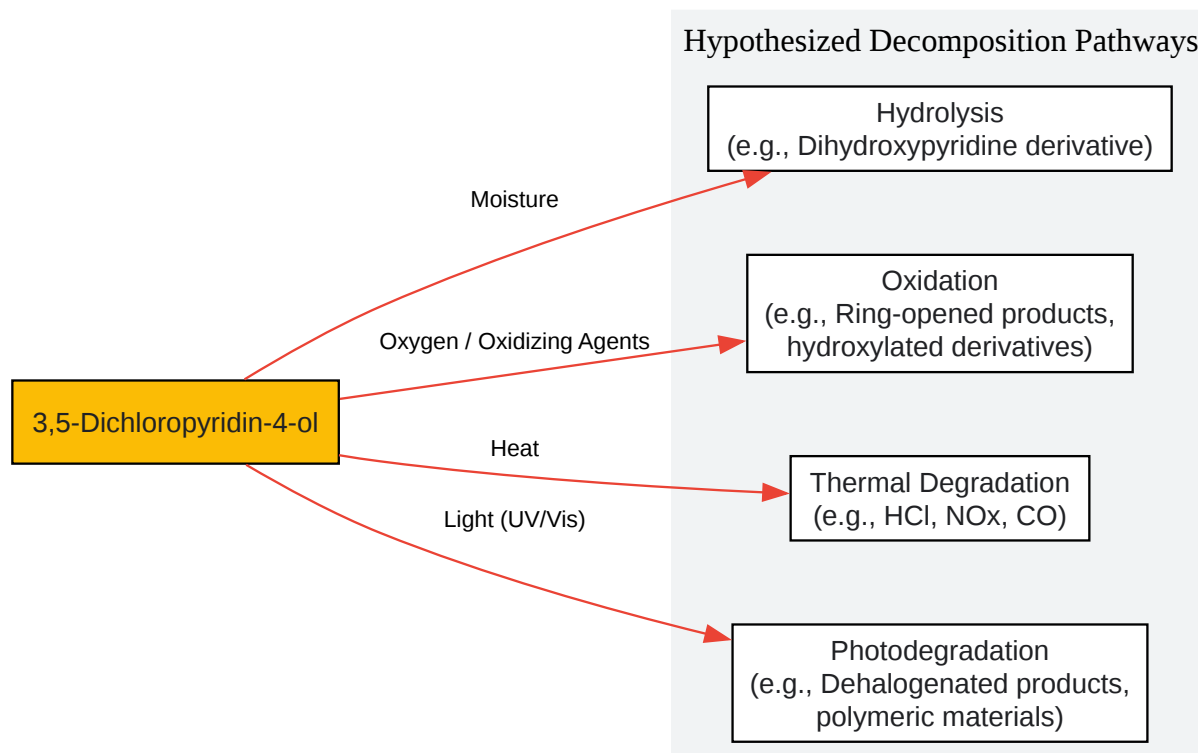 Hypothesized Decomposition Pathways
Hydrolysis
(e.g., Dihydroxypyridine derivative)
Moisture
Oxidation
(e.g., Ring-opened products,
hydroxylated derivatives)
Oxygen / Oxidizing Agents
3,5-Dichloropyridin-4-ol
Heat
Thermal Degradation
(e.g., HCl, NOx, CO)
Light (UV/Vis)
Photodegradation
(e.g., Dehalogenated products,
polymeric materials)